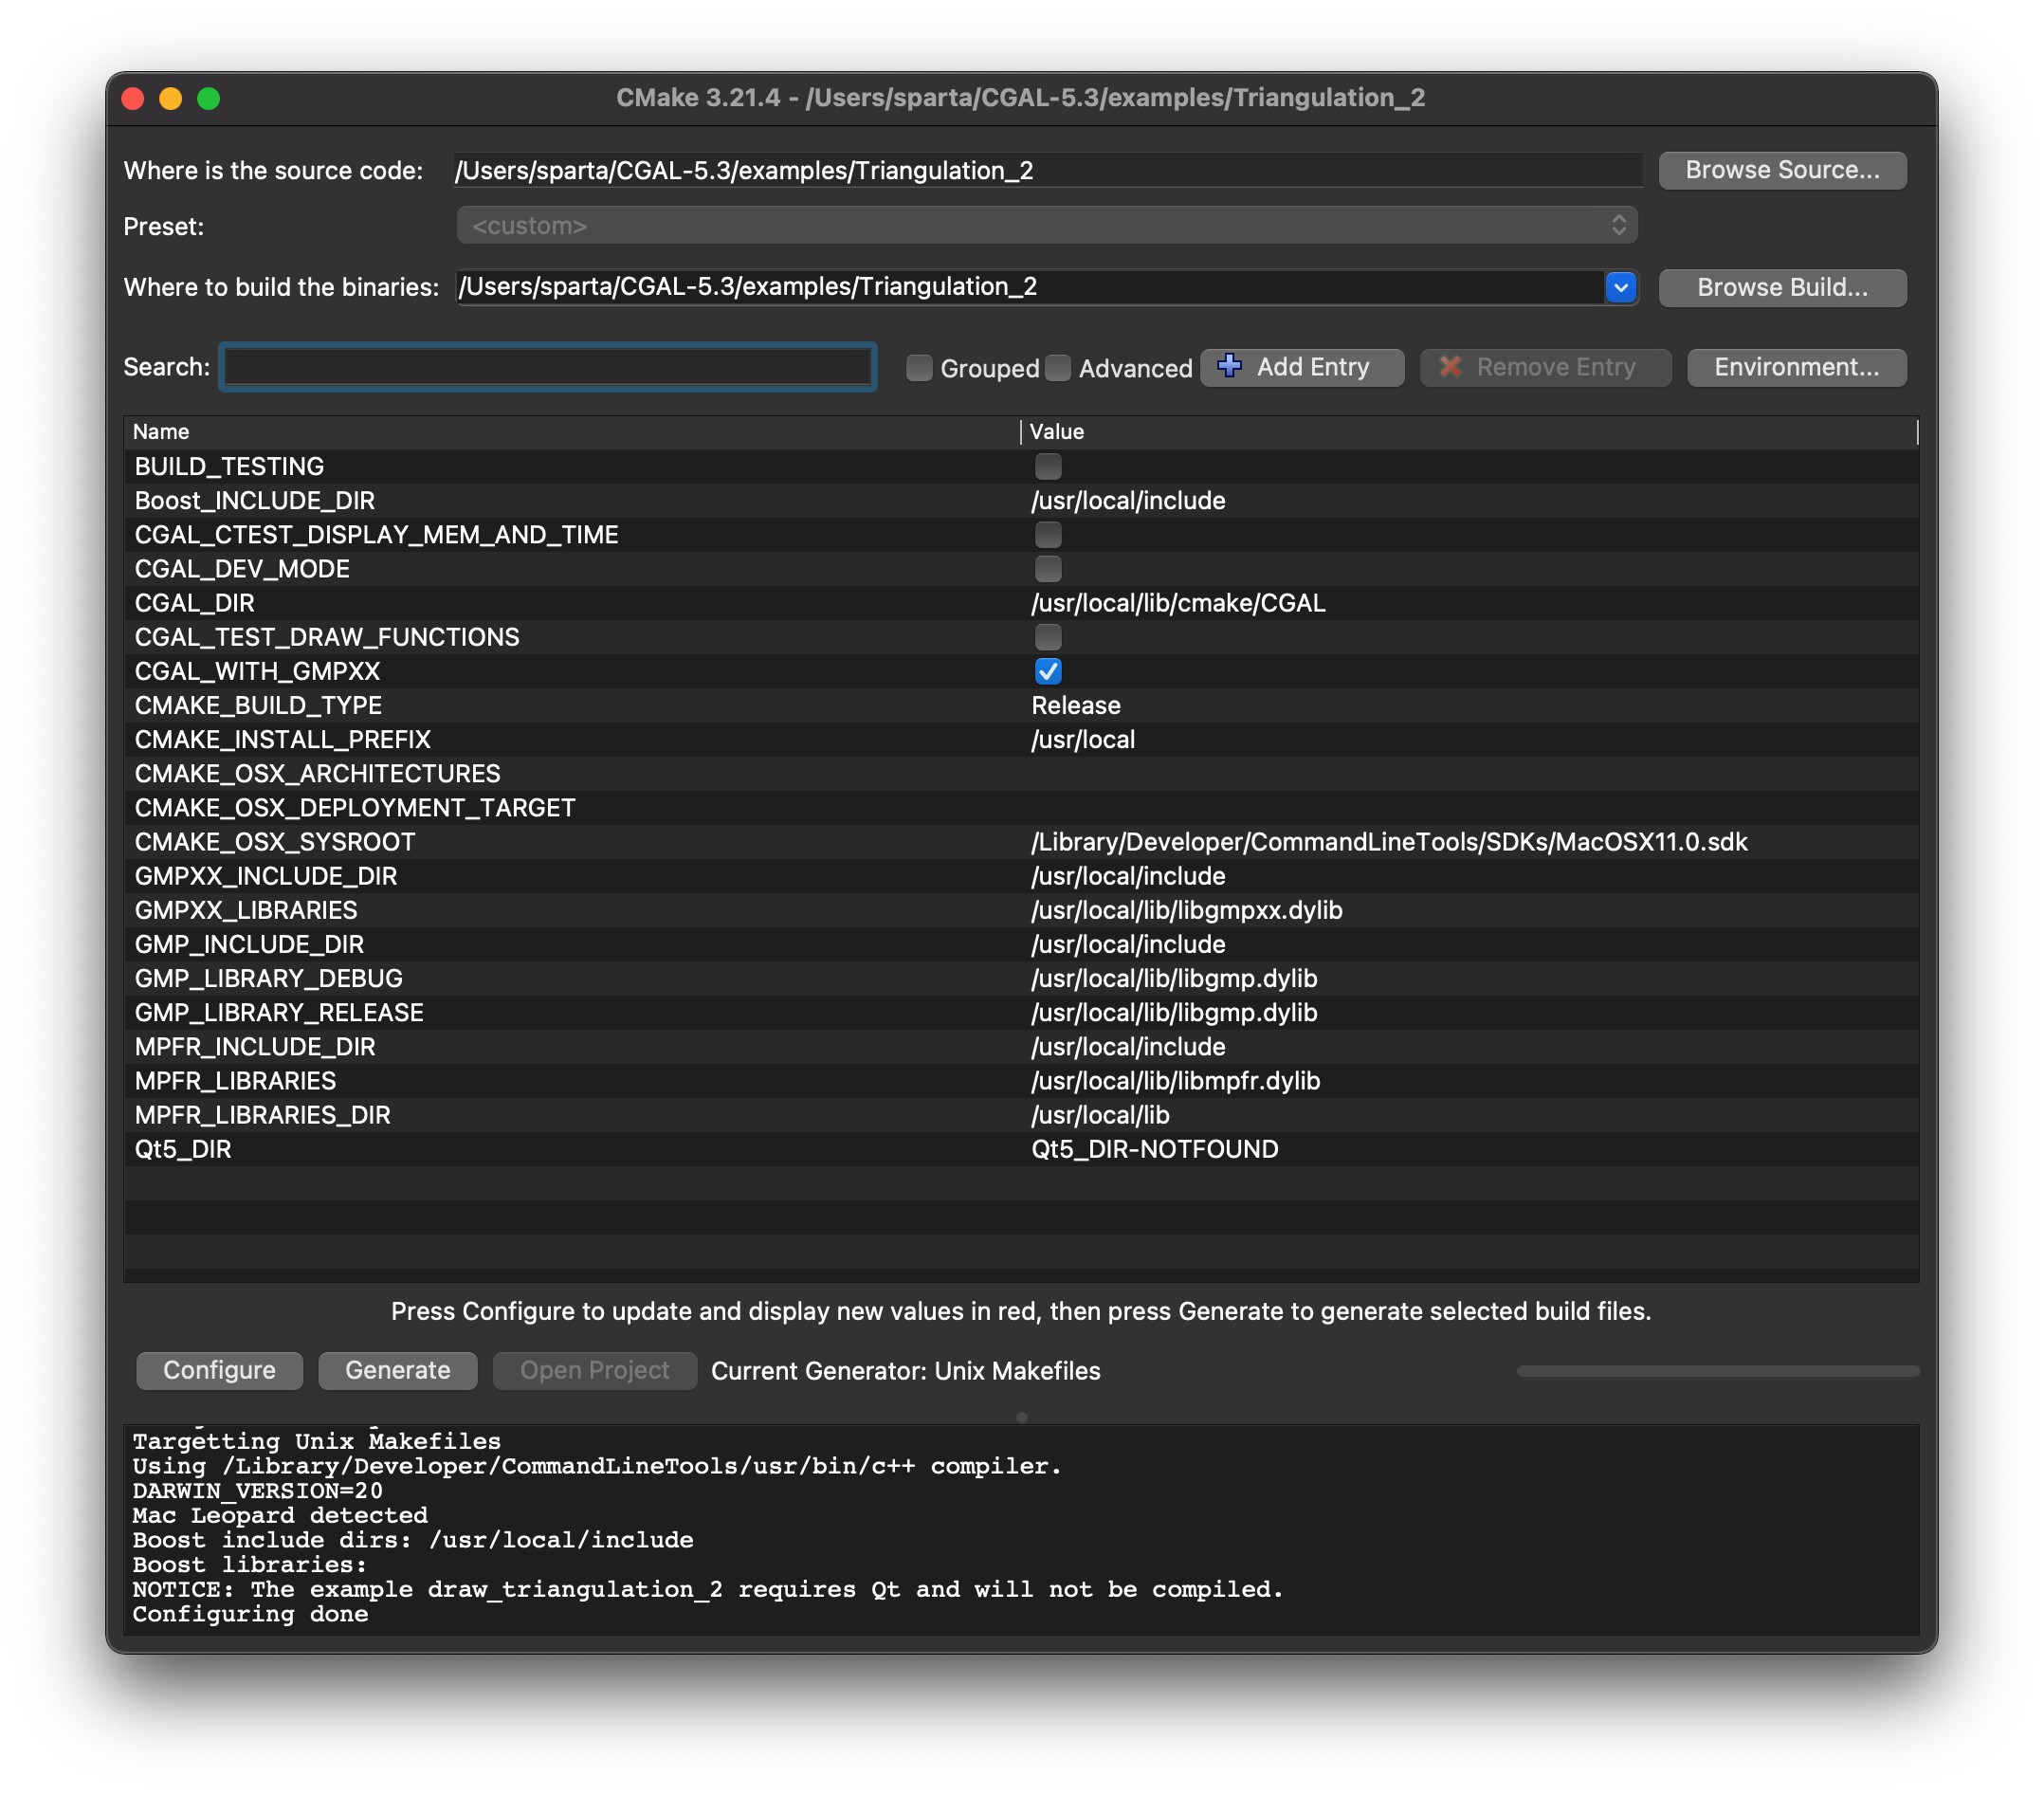 CMake 3.21.4 - /Users/sparta/CGAL-5.3/examples/Triangulation_2
Where is the source code: /Users/sparta/CGAL-5.3/examples/Triangulation_2 Browse Source...
Preset: <custom>
Where to build the binaries: /Users/sparta/CGAL-5.3/examples/Triangulation_2 Browse Build...
Search: Grouped Advanced Add Entry Remove Entry Environment...
Name Value
BUILD_TESTING
Boost_INCLUDE_DIR /usr/local/include
CGAL_CTEST_DISPLAY_MEM_AND_TIME
CGAL_DEV_MODE
CGAL_DIR /usr/local/lib/cmake/CGAL
CGAL_TEST_DRAW_FUNCTIONS
CGAL_WITH_GMPXX
CMAKE_BUILD_TYPE Release
CMAKE_INSTALL_PREFIX /usr/local
CMAKE_OSX_ARCHITECTURES
CMAKE_OSX_DEPLOYMENT_TARGET
CMAKE_OSX_SYSROOT /Library/Developer/CommandLineTools/SDKs/MacOSX11.0.sdk
GMPXX_INCLUDE_DIR /usr/local/include
GMPXX_LIBRARIES /usr/local/lib/libgmpxx.dylib
GMP_INCLUDE_DIR /usr/local/include
GMP_LIBRARY_DEBUG /usr/local/lib/libgmp.dylib
GMP_LIBRARY_RELEASE /usr/local/lib/libgmp.dylib
MPFR_INCLUDE_DIR /usr/local/include
MPFR_LIBRARIES /usr/local/lib/libmpfr.dylib
MPFR_LIBRARIES_DIR /usr/local/lib
Qt5_DIR Qt5_DIR-NOTFOUND
Press Configure to update and display new values in red, then press Generate to generate selected build files.
Configure Generate Open Project Current Generator: Unix Makefiles
Targetting Unix Makefiles
Using /Library/Developer/CommandLineTools/usr/bin/c++ compiler.
DARWIN_VERSION=20
Mac Leopard detected
Boost include dirs: /usr/local/include
Boost libraries:
NOTICE: The example draw_triangulation_2 requires Qt and will not be compiled.
Configuring done